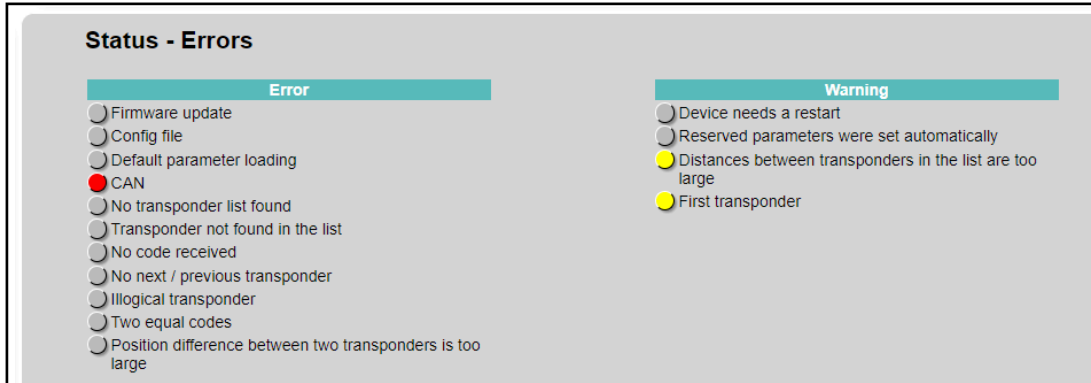 Status - Errors
Error
Firmware update
Config file
Default parameter loading
CAN
No transponder list found
Transponder not found in the list
No code received
No next / previous transponder
Illogical transponder
Two equal codes
Position difference between two transponders is too
large
Warning
Device needs a restart
Reserved parameters were set automatically
Distances between transponders in the list are too
large
First transponder